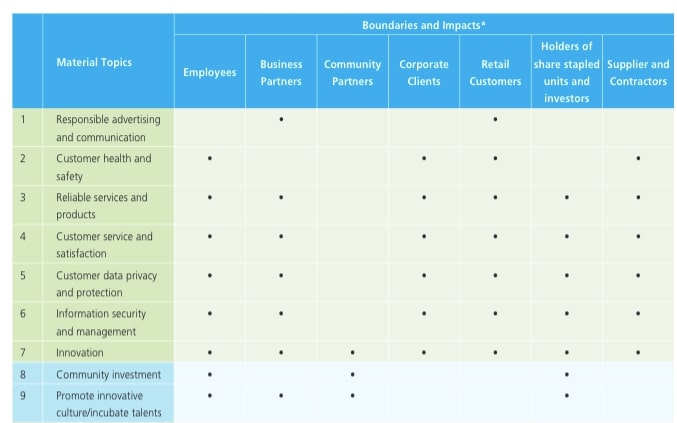 Boundaries and Impacts*
Material Topics
Employees
Business
Partners
Community
Partners
Corporate
Clients
Retail
Customers
Holders of
share stapled
units and
investors
Supplier and
Contractors
1 Responsible advertising
and communication • •
2 Customer health and
safety • • • •
3 Reliable services and
products • • • • • •
4 Customer service and
satisfaction • • • • • •
5 Customer data privacy
and protection • • • • • •
6 Information security
and management • • • • • •
7 Innovation • • • • • • •
8 Community investment • • •
9 Promote innovative
culture/incubate talents • • • •